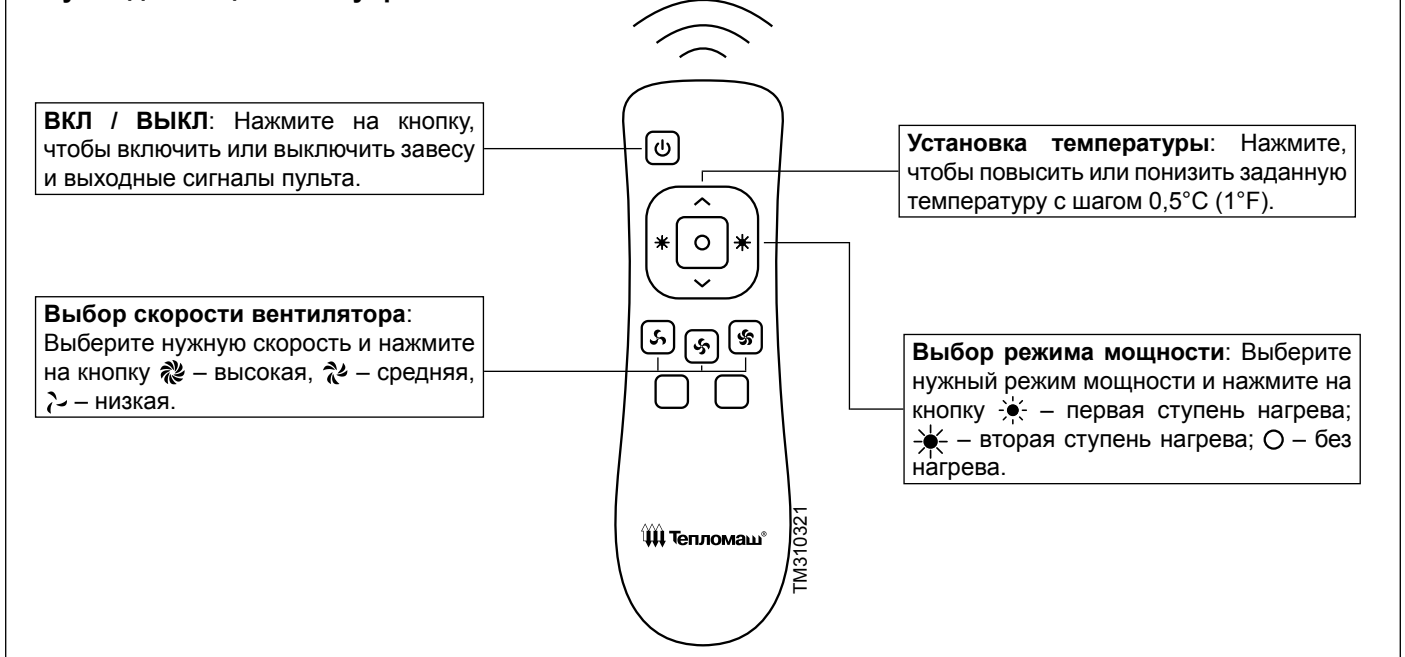 ВКЛ / ВЫКЛ: Нажмите на кнопку,
чтобы включить или выключить завесу
и выходные сигналы пульта.
Установка температуры: Нажмите,
чтобы повысить или понизить заданную
температуру с шагом 0,5°C (1°F).
Выбор скорости вентилятора:
Выберите нужную скорость и нажмите
на кнопку – высокая, – средняя,
– низкая.
Выбор режима мощности: Выберите
нужный режим мощности и нажмите на
кнопку – первая ступень нагрева;
– вторая ступень нагрева; – без
нагрева.
Тепломаш®
TM310321